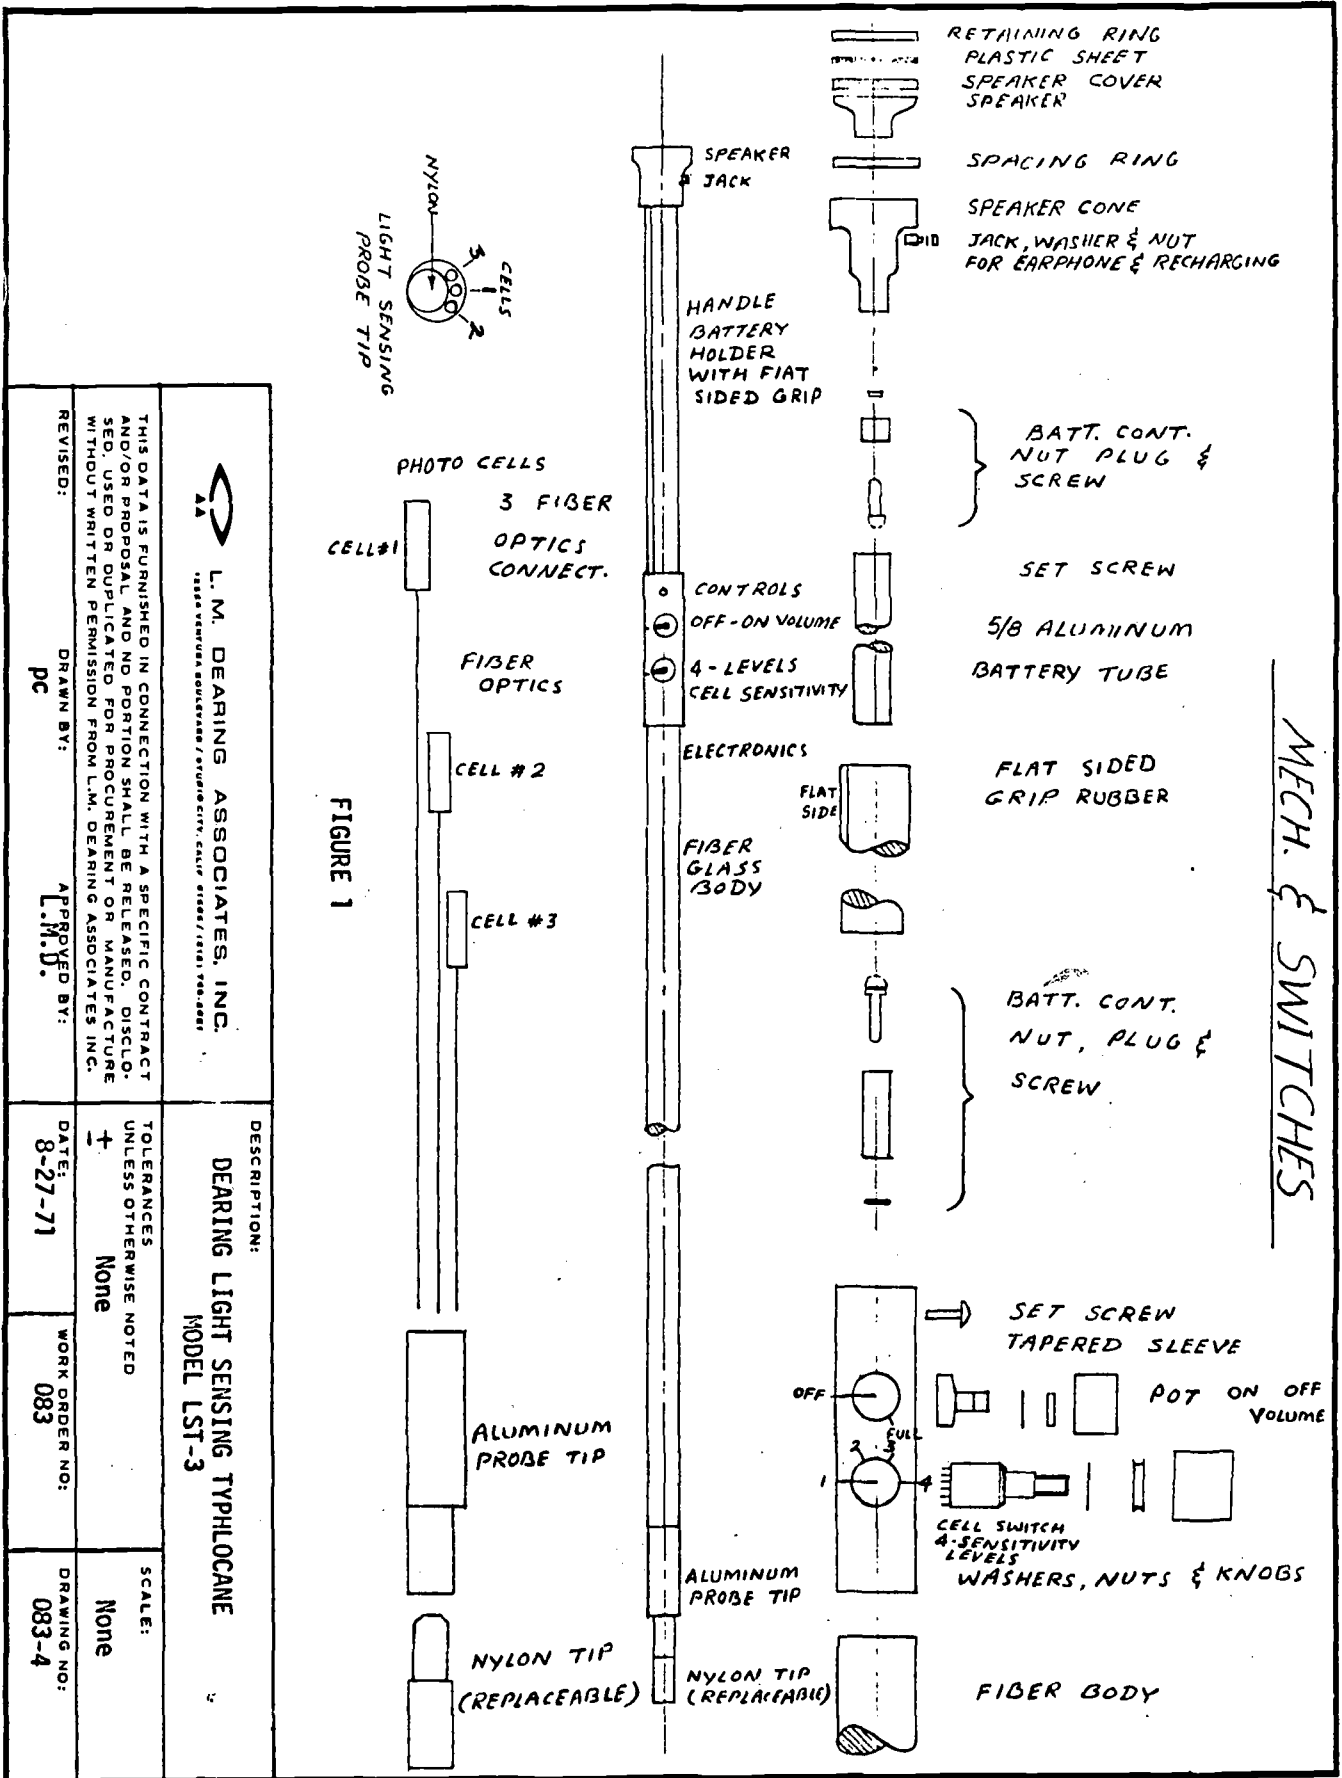 RETAINING RING
PLASTIC SHEET
SPEAKER COVER
SPEAKER
SPACING RING
SPEAKER CONE
JACK, WASHER & NUT
FOR EARPHONE & RECHARGING
BATT. CONT.
NUT PLUG &
SCREW
SET SCREW
5/8 ALUMINUM
BATTERY TUBE
FLAT SIDED
GRIP RUBBER
FLAT
SIDE
BATT. CONT.
NUT, PLUG &
SCREW
SET SCREW
TAPERED SLEEVE
OFF
FULL
POT ON OFF
VOLUME
1
2
3
4
CELL SWITCH
4-SENSITIVITY
LEVELS
WASHERS, NUTS & KNOBS
FIBER BODY
MECH. & SWITCHES
SPEAKER
JACK
HANDLE
BATTERY
HOLDER
WITH FLAT
SIDED GRIP
CONTROLS
OFF-ON VOLUME
4-LEVELS
CELL SENSITIVITY
ELECTRONICS
FIBER
GLASS
BODY
ALUMINUM
PROBE TIP
NYLON TIP
(REPLACEABLE)
NYLON
CELLS
3
1
2
LIGHT SENSING
PROBE TIP
PHOTO CELLS
3 FIBER
OPTICS
CONNECT.
CELL #1
FIBER
OPTICS
CELL #2
CELL #3
ALUMINUM
PROBE TIP
NYLON TIP
(REPLACEABLE)
FIGURE 1
L. M. DEARING ASSOCIATES, INC.
THIS DATA IS FURNISHED IN CONNECTION WITH A SPECIFIC CONTRACT
AND/OR PROPOSAL AND NO PORTION SHALL BE RELEASED, DISCLO-
SED, USED OR DUPLICATED FOR PROCUREMENT OR MANUFACTURE
WITHOUT WRITTEN PERMISSION FROM L.M. DEARING ASSOCIATES INC.
REVISED:
DRAWN BY:
pc
APPROVED BY:
L.M.D.
DESCRIPTION:
DEARING LIGHT SENSING TYPHLOCANE
MODEL LST-3
TOLERANCES
UNLESS OTHERWISE NOTED
± None
SCALE:
None
DATE:
8-27-71
WORK ORDER NO:
083
DRAWING NO:
083-4